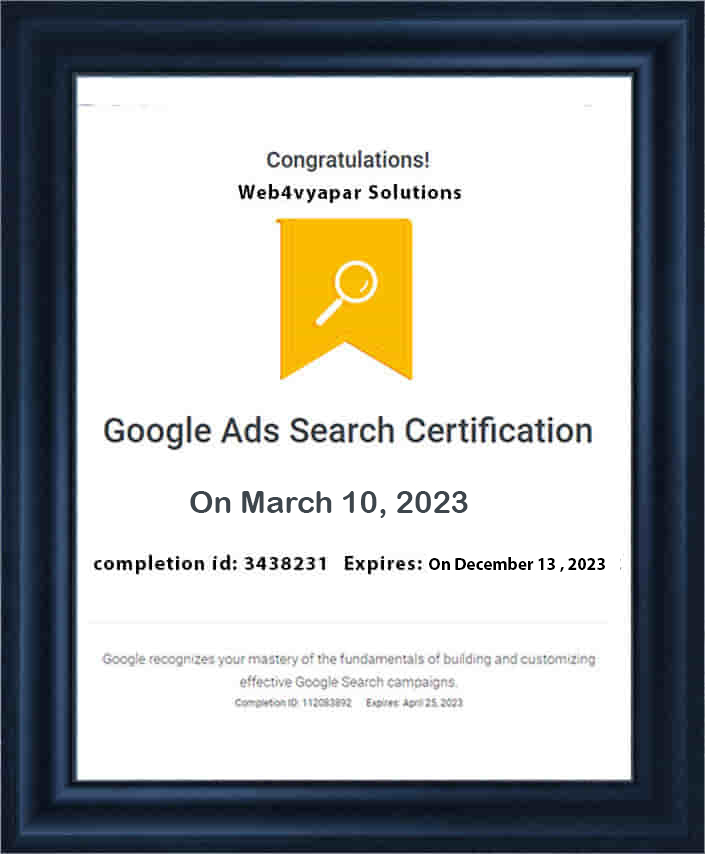 Congratulations!
Web4vyapar Solutions
Google Ads Search Certification
On March 10, 2023
completion id: 3438231 Expires: On December 13 , 2023
Google recognizes your mastery of the fundamentals of building and customizing
effective Google Search campaigns.
Completion ID: 112083892 Expires: April 25, 2023